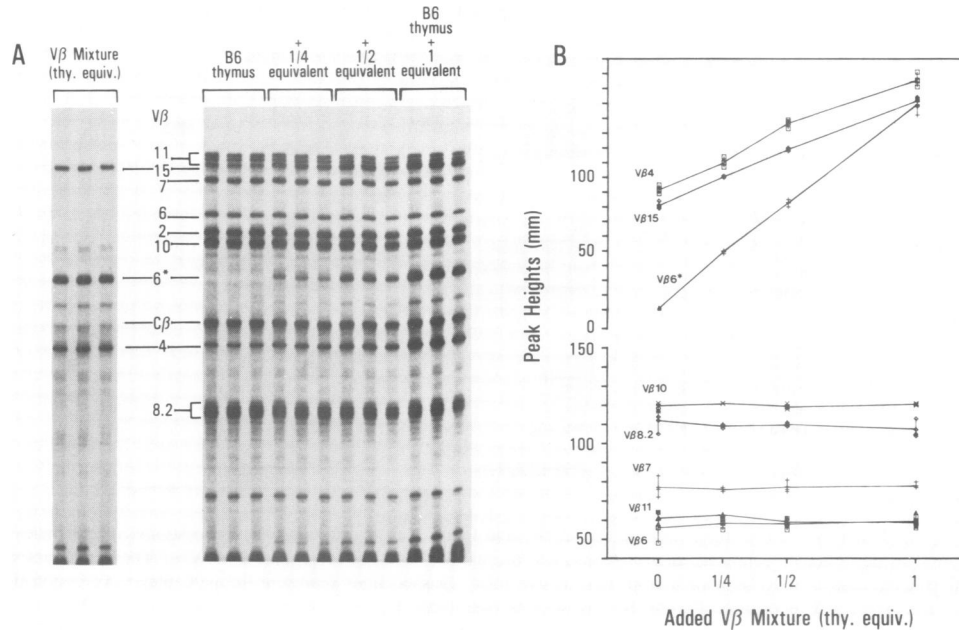 A
Vβ Mixture
(thy. equiv.)
B6
thymus
+
1/4
equivalent
+
1/2
equivalent
B6
thymus
+
1
equivalent
Vβ
11
15
7
6
2
10
6*
Cβ
4
8.2
B
Peak Heights (mm)
100
50
0
150
100
50
Vβ4
Vβ15
Vβ6*
Vβ10
Vβ8.2
Vβ7
Vβ11
Vβ6
0
1/4
1/2
1
Added Vβ Mixture (thy. equiv.)